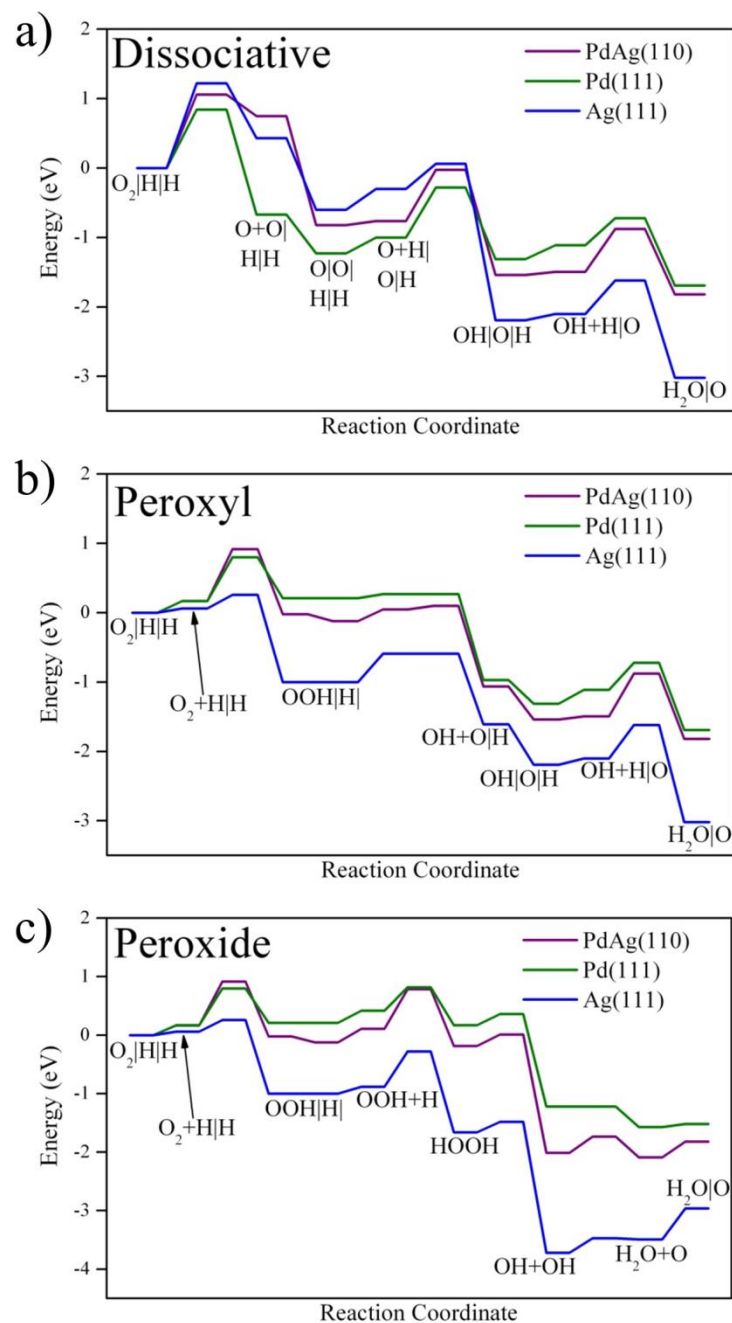 a)
Dissociative
PdAg(110)
Pd(111)
Ag(111)
2
1
0
-1
-2
-3
Energy (eV)
O₂|H|H
O+O|
H|H
O|O|
H|H
O+H|
O|H
OH|O|H
OH+H|O
H₂O|O
Reaction Coordinate
b)
Peroxyl
PdAg(110)
Pd(111)
Ag(111)
2
1
0
-1
-2
-3
Energy (eV)
O₂|H|H
O₂+H|H
OOH|H|
OH+O|H
OH|O|H
OH+H|O
H₂O|O
Reaction Coordinate
c)
Peroxide
PdAg(110)
Pd(111)
Ag(111)
2
1
0
-1
-2
-3
-4
Energy (eV)
O₂|H|H
O₂+H|H
OOH|H|
OOH+H
HOOH
OH+OH
H₂O+O
H₂O|O
Reaction Coordinate